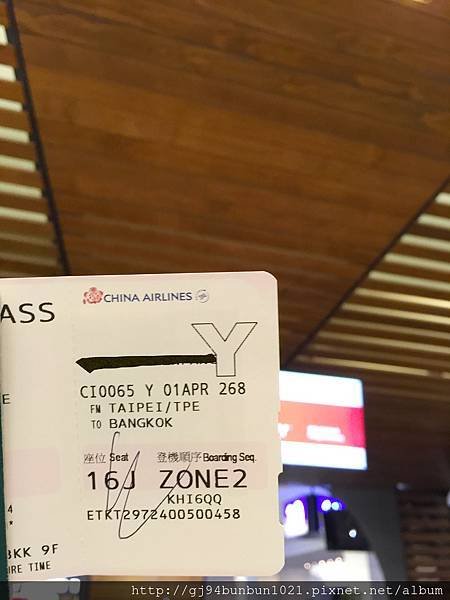 ASS
CHINA AIRLINES
Y
CI0065 Y 01APR 268
FM TAIPEI/TPE
TO BANGKOK
座位 Seat 登機順序 Boarding Seq.
16J ZONE2
KHI6QQ
ETKT2972400500458
4
BKK 9F
IRE TIME
http://gj94bunbun1021.pixnet.net/album